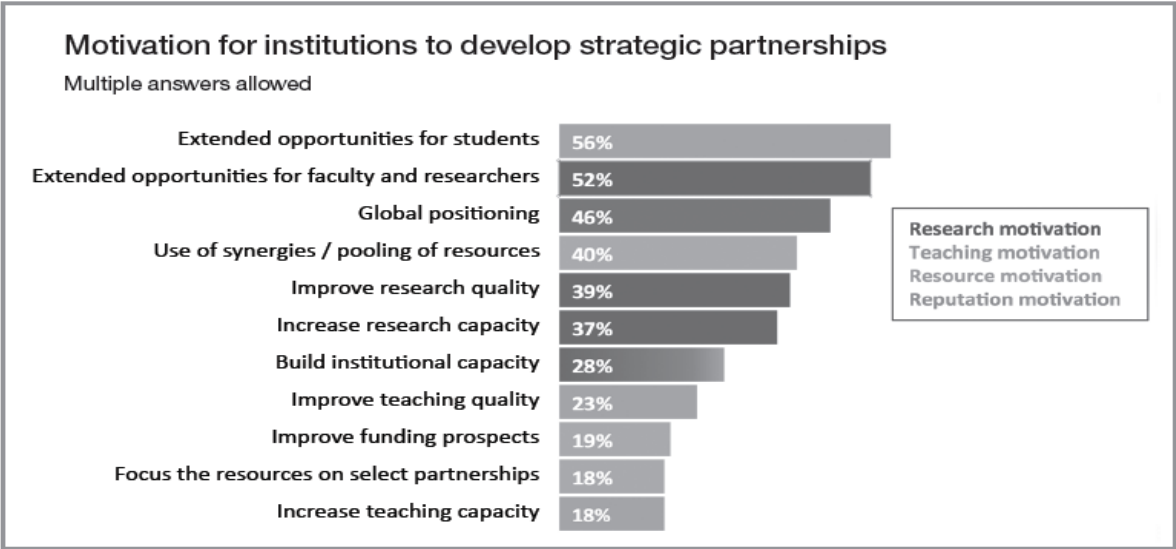 Motivation for institutions to develop strategic partnerships
Multiple answers allowed
Extended opportunities for students 56%
Extended opportunities for faculty and researchers 52%
Global positioning 46%
Use of synergies / pooling of resources 40%
Improve research quality 39%
Increase research capacity 37%
Build institutional capacity 28%
Improve teaching quality 23%
Improve funding prospects 19%
Focus the resources on select partnerships 18%
Increase teaching capacity 18%
Research motivation
Teaching motivation
Resource motivation
Reputation motivation